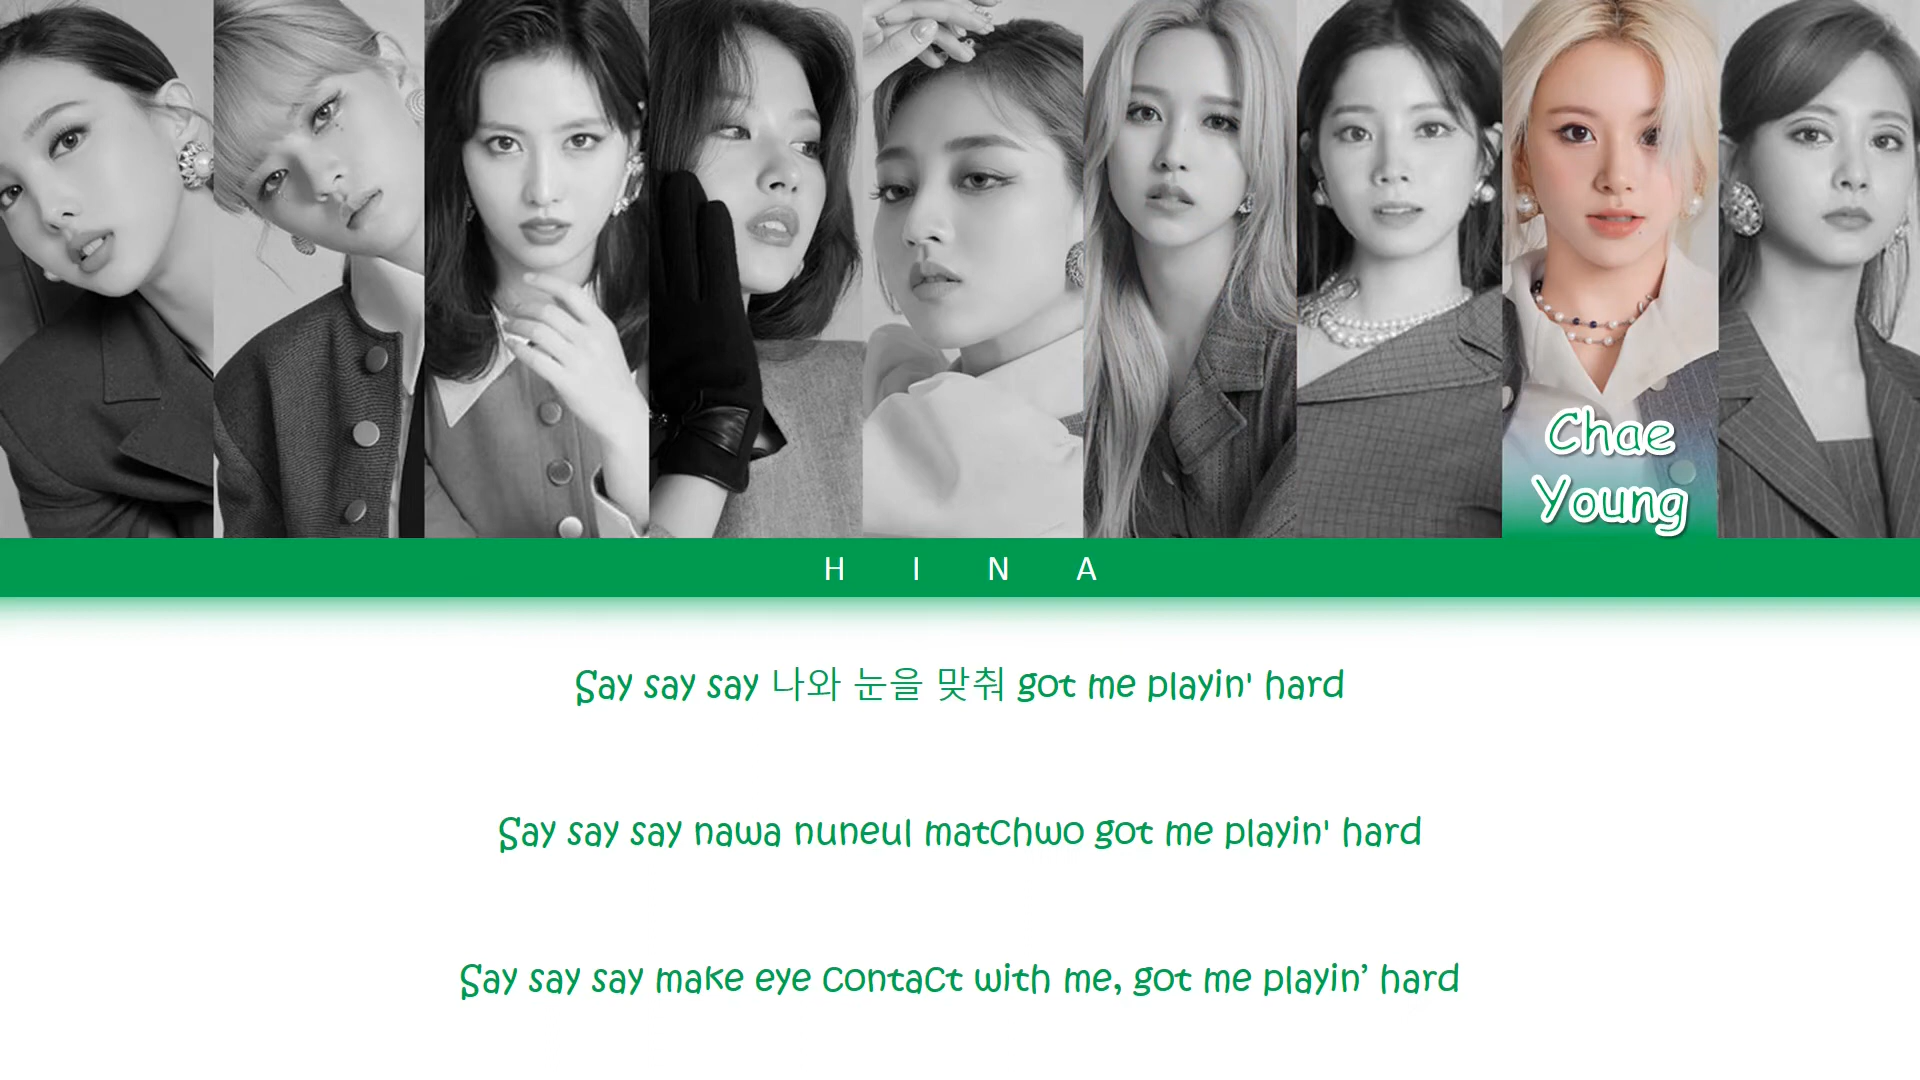 Chae
Young
H I N A
Say say say 나와 눈을 맞춰 got me playin' hard
Say say say nawa nuneul matchwo got me playin' hard
Say say say make eye contact with me, got me playin’ hard